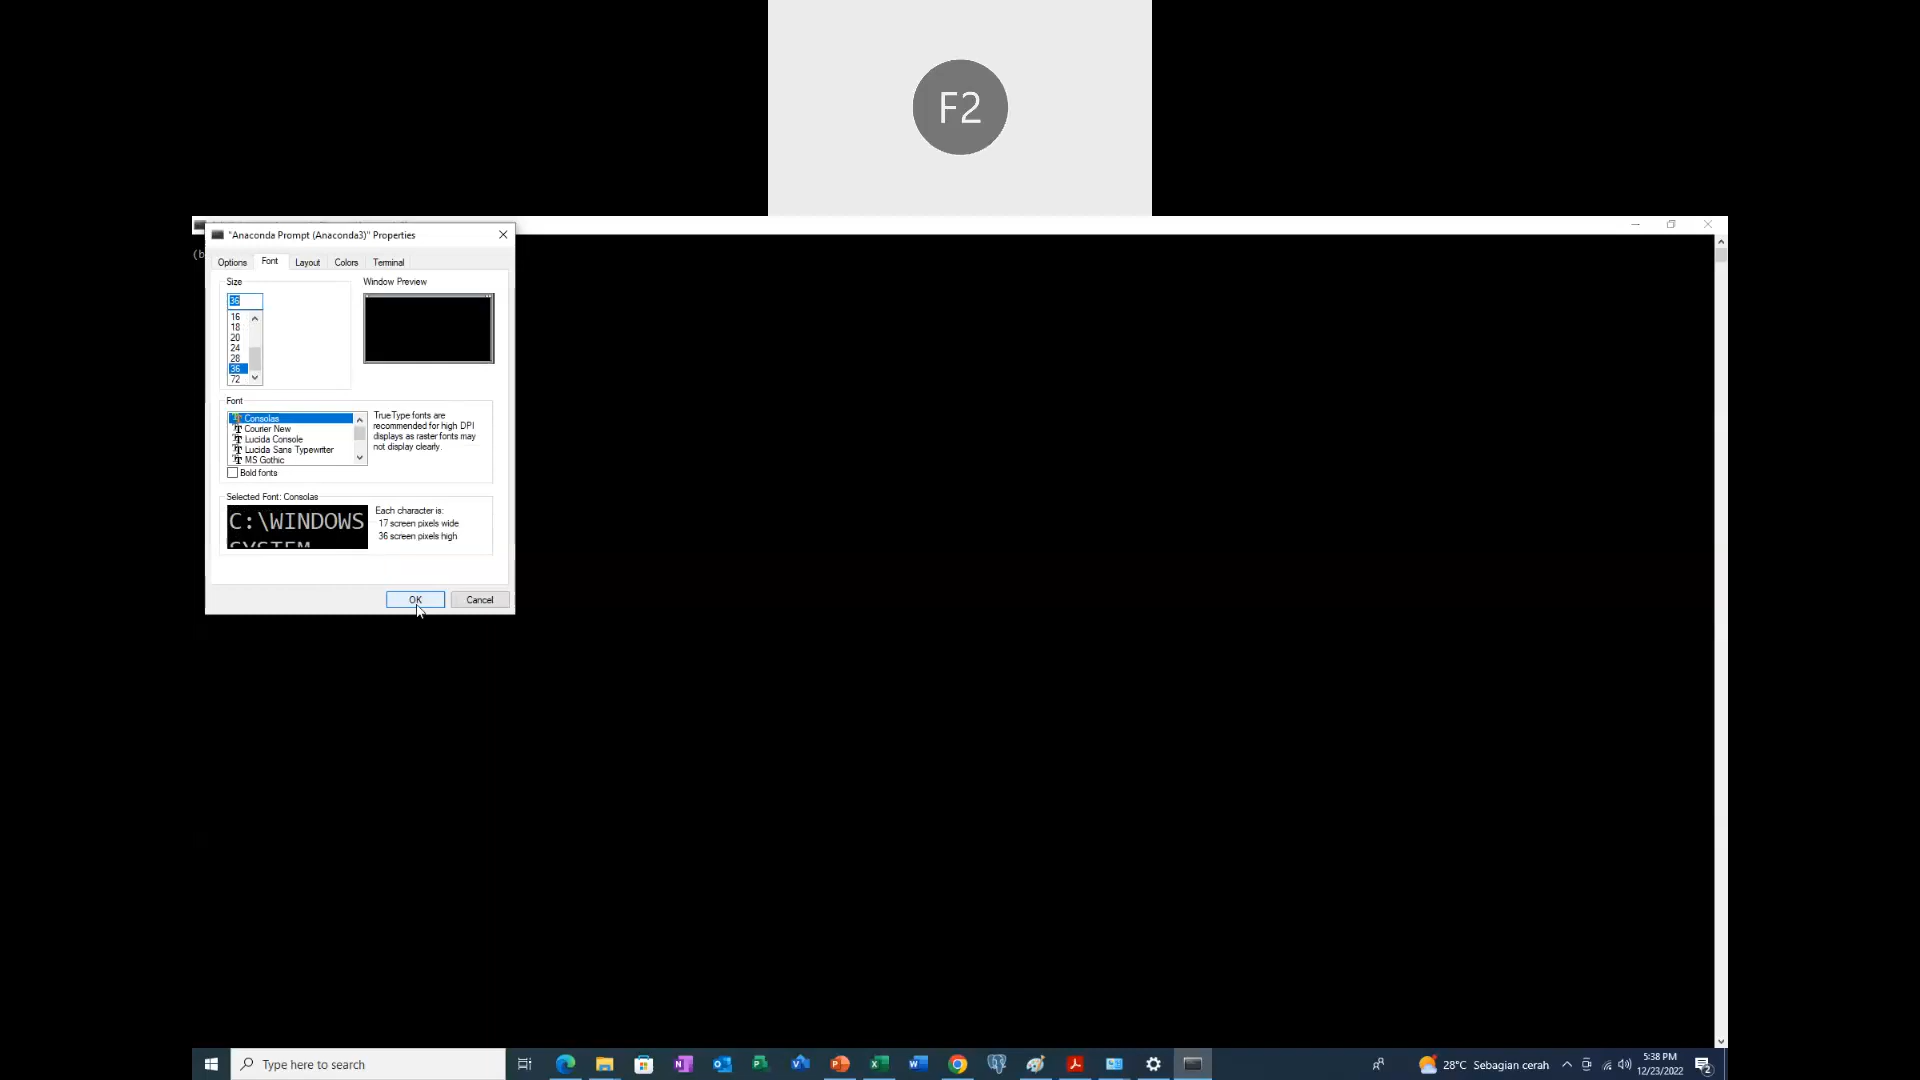 F2
"Anaconda Prompt (Anaconda3)" Properties
(b
Options Font Layout Colors Terminal
Size
Window Preview
36
16
18
20
24
28
36
72
Font
Consolas
Courier New
Lucida Console
Lucida Sans Typewriter
MS Gothic
TrueType fonts are
recommended for high DPI
displays as raster fonts may
not display clearly.
Bold fonts
Selected Font: Consolas
C:\WINDOWS
SYSTEM
Each character is:
17 screen pixels wide
36 screen pixels high
OK Cancel
Type here to search
28°C Sebagian cerah
5:38 PM
12/23/2022
2